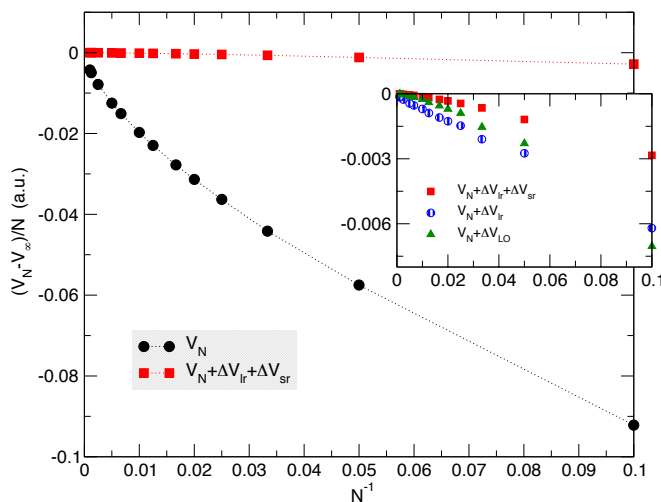 0
-0.02
-0.04
-0.06
-0.08
-0.1
(V_N-V_∞)/N (a.u.)
0 0.01 0.02 0.03 0.04 0.05 0.06 0.07 0.08 0.09 0.1
N^-1
V_N
V_N+ΔV_lr+ΔV_sr
0.000
-0.003
-0.006
V_N+ΔV_lr+ΔV_sr
V_N+ΔV_lr
V_N+ΔV_LO
0 0.02 0.04 0.06 0.08 0.1